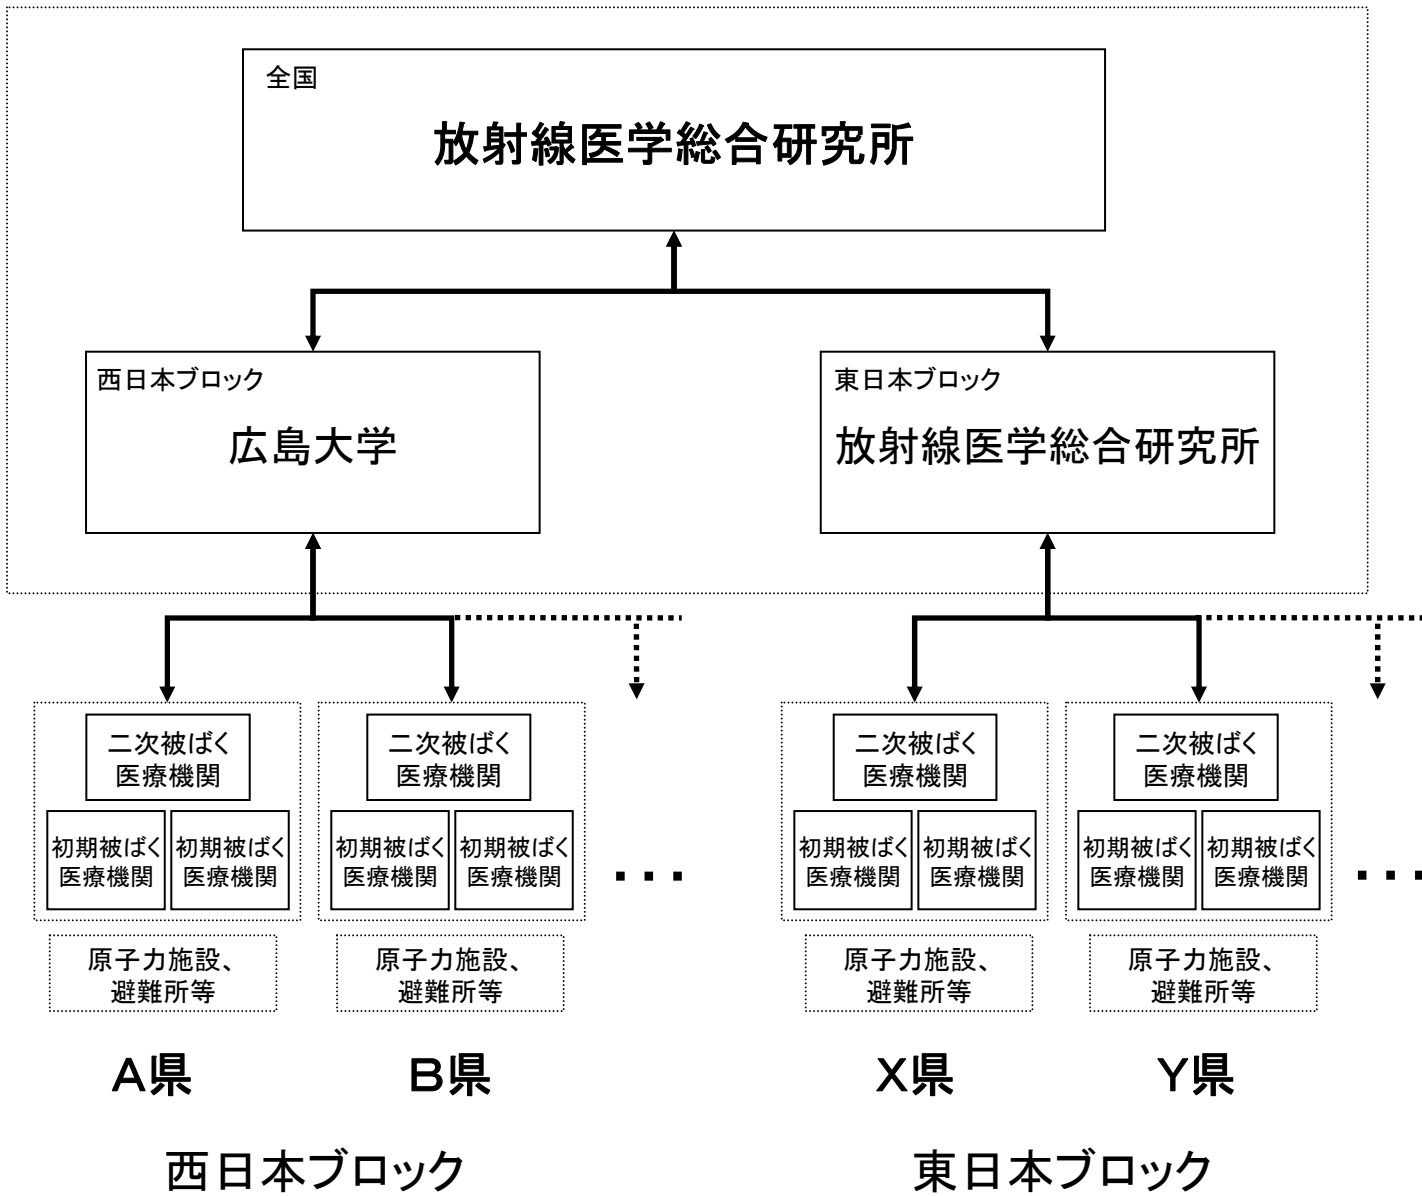 全国
放射線医学総合研究所
西日本ブロック
広島大学
東日本ブロック
放射線医学総合研究所
二次被ばく
医療機関
初期被ばく
医療機関
初期被ばく
医療機関
原子力施設、
避難所等
A県
二次被ばく
医療機関
初期被ばく
医療機関
初期被ばく
医療機関
原子力施設、
避難所等
B県
西日本ブロック
二次被ばく
医療機関
初期被ばく
医療機関
初期被ばく
医療機関
原子力施設、
避難所等
X県
二次被ばく
医療機関
初期被ばく
医療機関
初期被ばく
医療機関
原子力施設、
避難所等
Y県
東日本ブロック